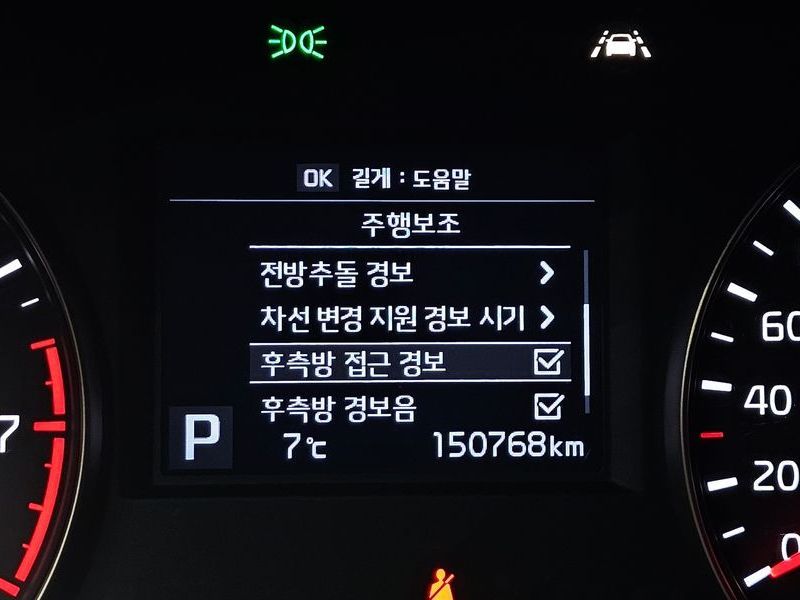 OK 길게 : 도움말
주행보조
전방추돌 경보
차선 변경 지원 경보 시기
후측방 접근 경보
후측방 경보음
P
7℃
150768km
7
60
40
20
0